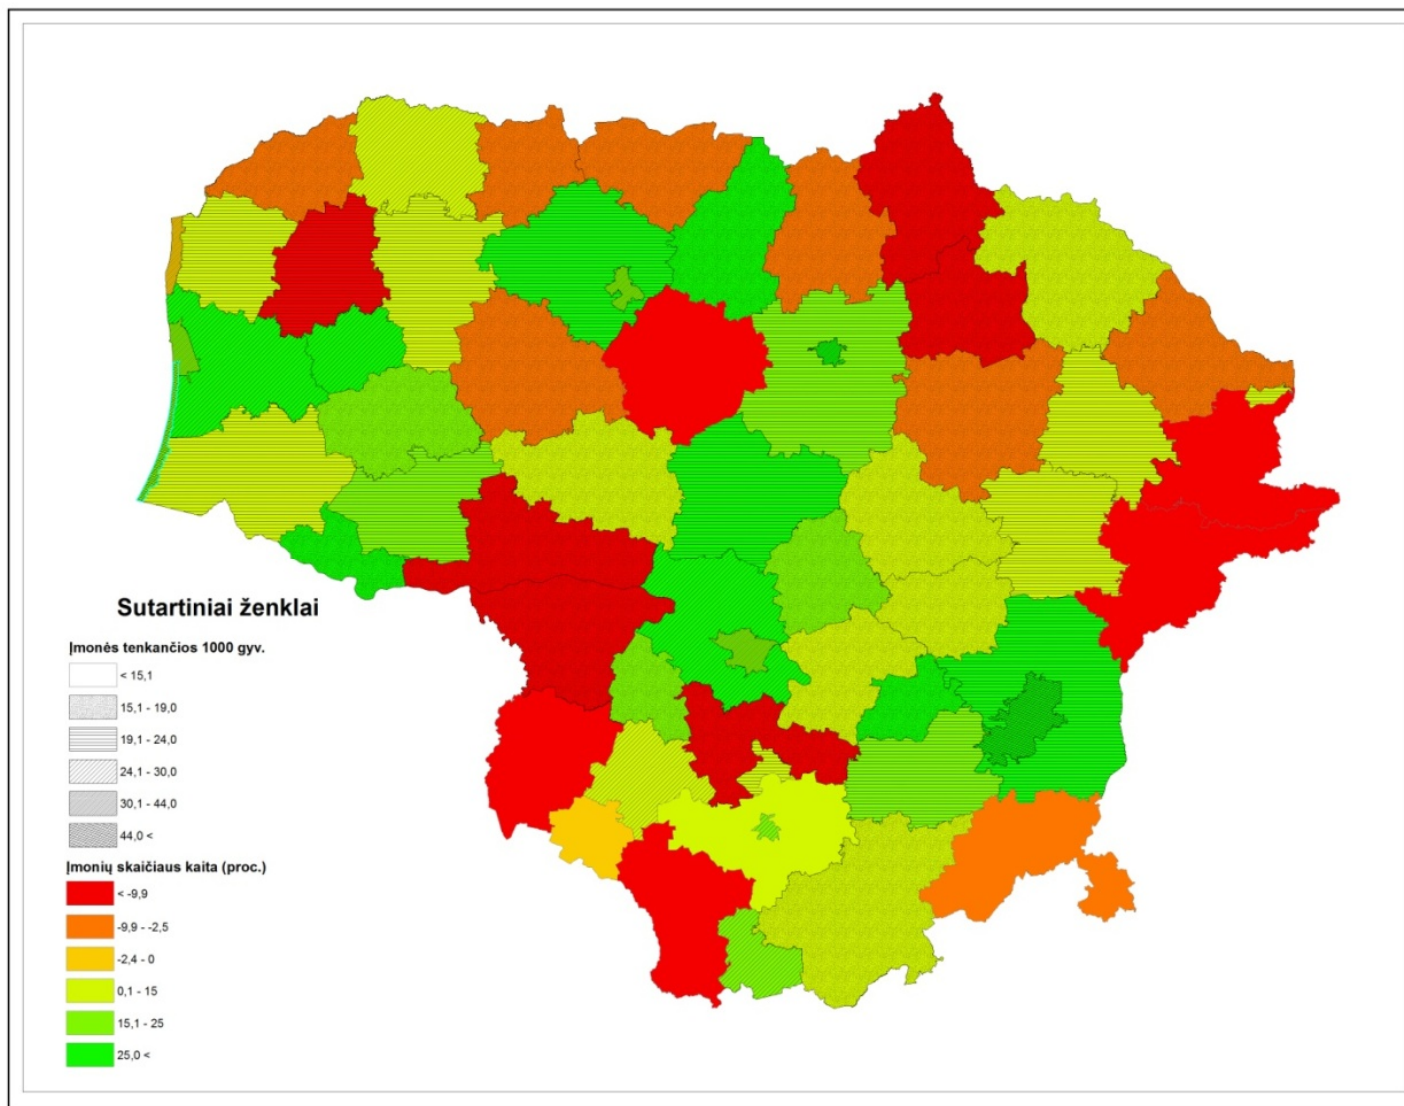 Sutartiniai ženklai
Įmonės tenkančios 1000 gyv.
< 15,1
15,1 - 19,0
19,1 - 24,0
24,1 - 30,0
30,1 - 44,0
44,0 <
Įmonių skaičiaus kaita (proc.)
< -9,9
-9,9 - -2,5
-2,4 - 0
0,1 - 15
15,1 - 25
25,0 <